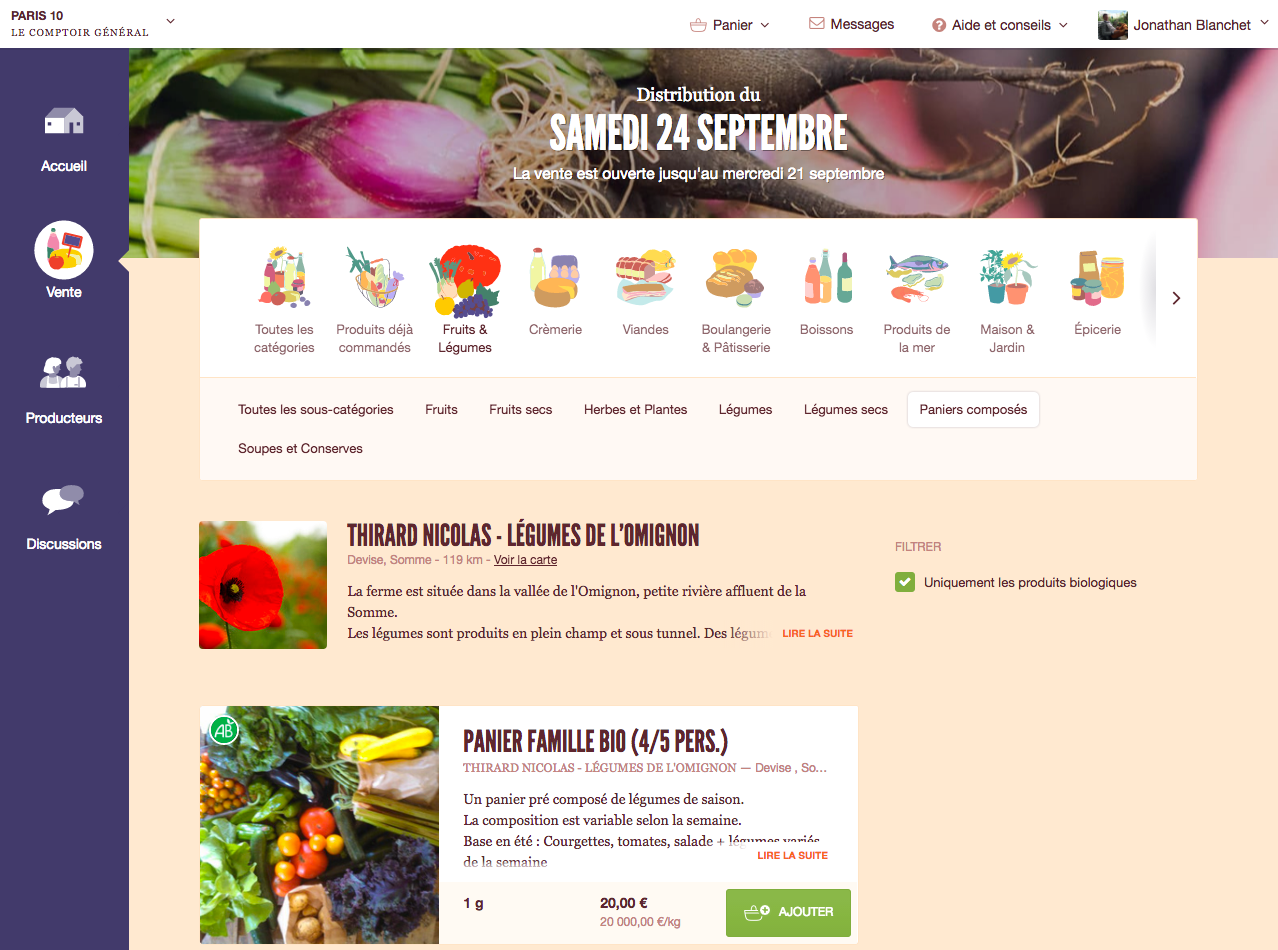 PARIS 10
LE COMPTOIR GÉNÉRAL
Panier
Messages
Aide et conseils
Jonathan Blanchet
Accueil
Vente
Producteurs
Discussions
Distribution du
SAMEDI 24 SEPTEMBRE
La vente est ouverte jusqu'au mercredi 21 septembre
Toutes les
catégories
Produits déjà
commandés
Fruits &
Légumes
Crèmerie
Viandes
Boulangerie
& Pâtisserie
Boissons
Produits de
la mer
Maison &
Jardin
Épicerie
Toutes les sous-catégories
Fruits
Fruits secs
Herbes et Plantes
Légumes
Légumes secs
Paniers composés
Soupes et Conserves
THIRARD NICOLAS - LÉGUMES DE L'OMIGNON
Devise, Somme - 119 km - Voir la carte
La ferme est située dans la vallée de l'Omignon, petite rivière affluent de la
Somme.
Les légumes sont produits en plein champ et sous tunnel. Des légum
LIRE LA SUITE
FILTRER
Uniquement les produits biologiques
AB
PANIER FAMILLE BIO (4/5 PERS.)
THIRARD NICOLAS - LÉGUMES DE L'OMIGNON — Devise , So...
Un panier pré composé de légumes de saison.
La composition est variable selon la semaine.
Base en été : Courgettes, tomates, salade + légumes variés
de la semaine
LIRE LA SUITE
1 g
20,00 €
20 000,00 €/kg
AJOUTER